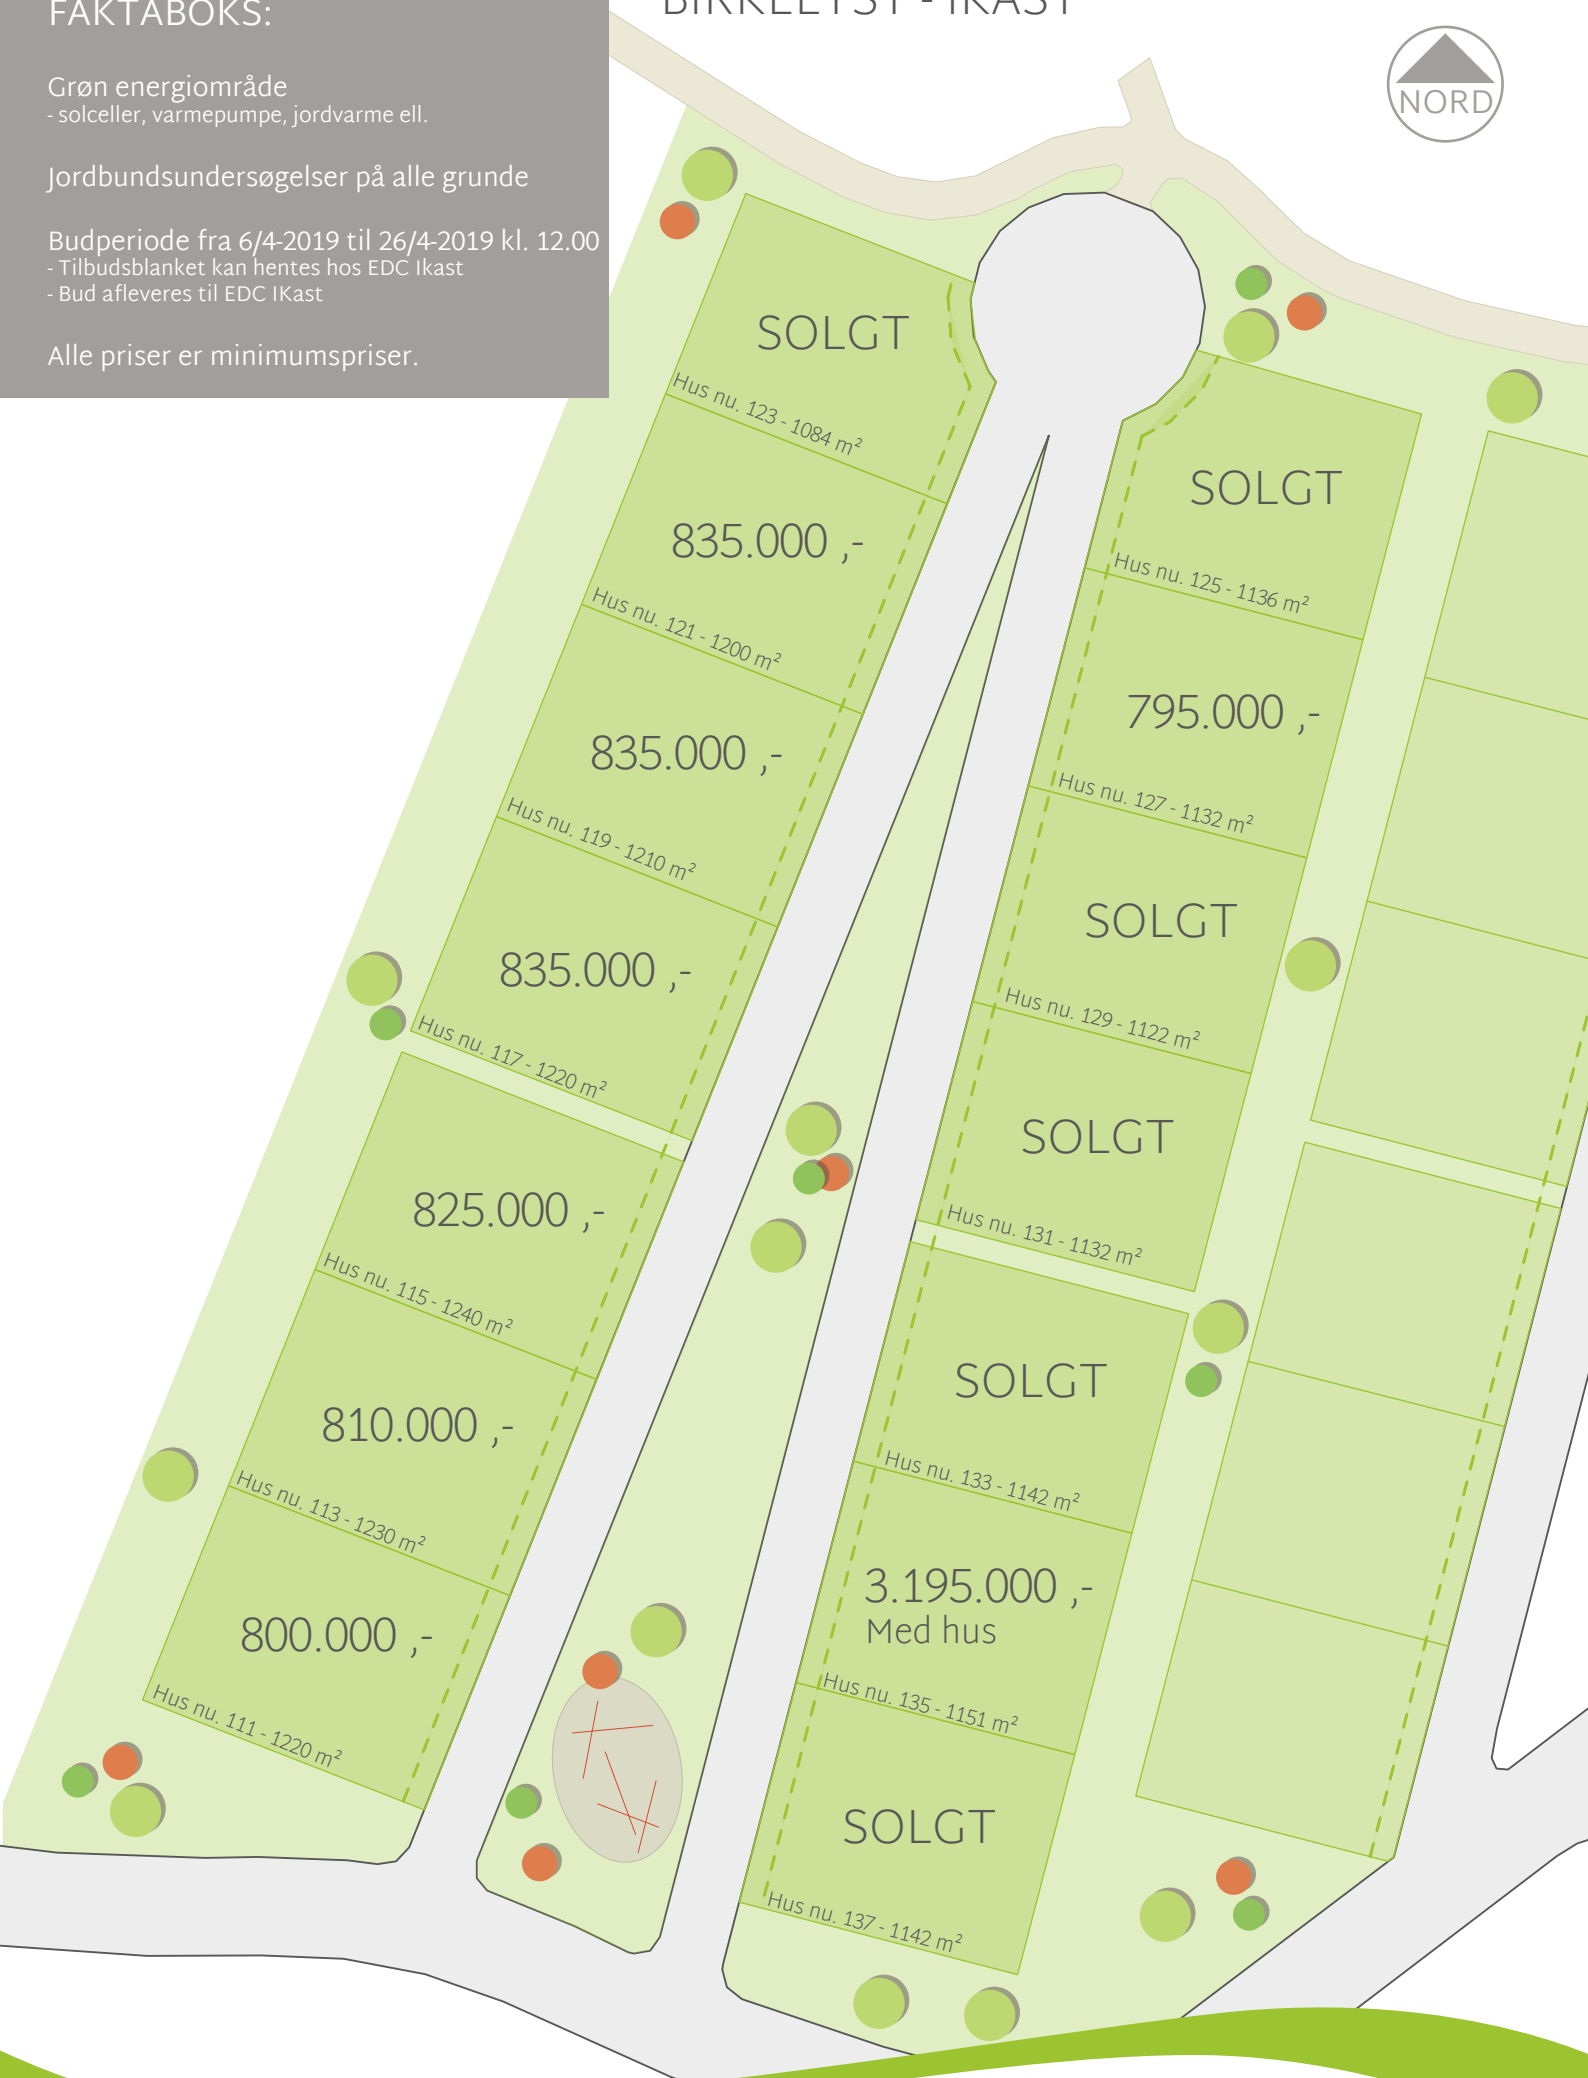 FAKTABOKS:
BIRKELYST - IKAST
NORD
Grøn energiområde
- solceller, varmepumpe, jordvarme ell.
Jordbundsundersøgelser på alle grunde
Budperiode fra 6/4-2019 til 26/4-2019 kl. 12.00
- Tilbudsblanket kan hentes hos EDC Ikast
- Bud afleveres til EDC IKast
Alle priser er minimumspriser.
SOLGT
Hus nu. 123 - 1084 m²
835.000 ,-
Hus nu. 121 - 1200 m²
835.000 ,-
Hus nu. 119 - 1210 m²
835.000 ,-
Hus nu. 117 - 1220 m²
825.000 ,-
Hus nu. 115 - 1240 m²
810.000 ,-
Hus nu. 113 - 1230 m²
800.000 ,-
Hus nu. 111 - 1220 m²
SOLGT
Hus nu. 125 - 1136 m²
795.000 ,-
Hus nu. 127 - 1132 m²
SOLGT
Hus nu. 129 - 1122 m²
SOLGT
Hus nu. 131 - 1132 m²
SOLGT
Hus nu. 133 - 1142 m²
3.195.000 ,-
Med hus
Hus nu. 135 - 1151 m²
SOLGT
Hus nu. 137 - 1142 m²